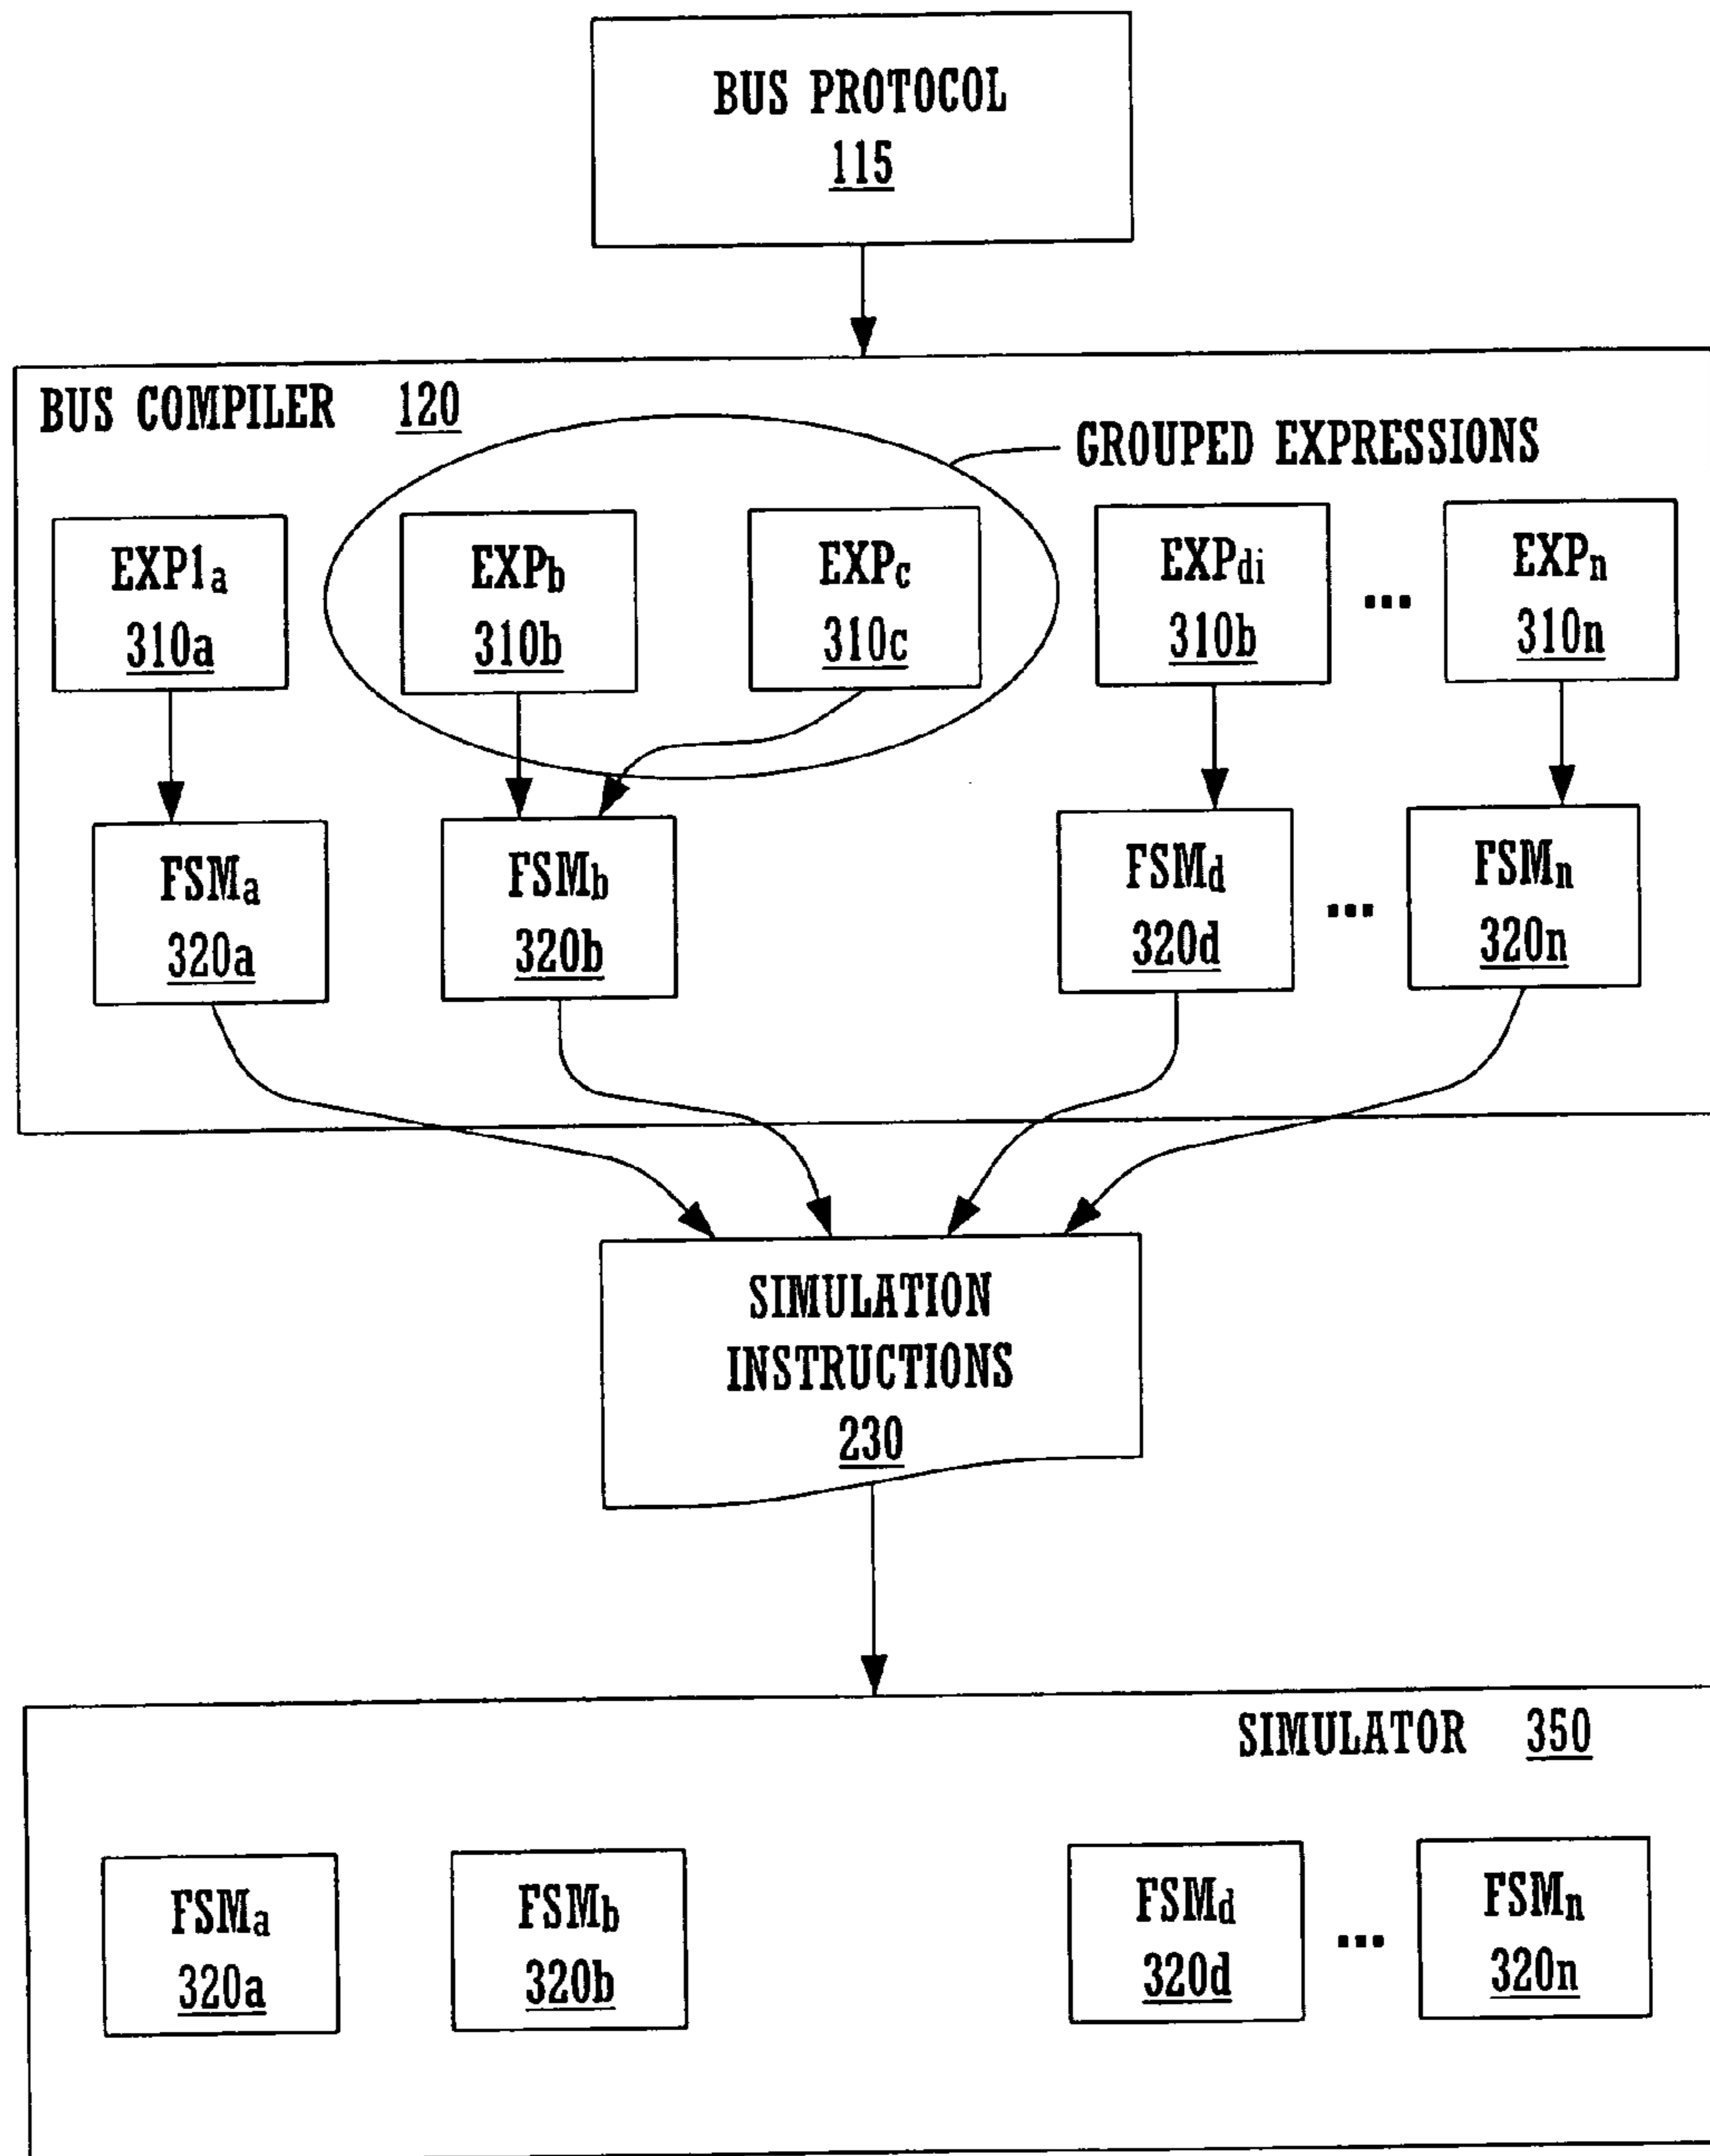 BUS PROTOCOL
115
BUS COMPILER 120
GROUPED EXPRESSIONS
EXP1a
310a
EXPb
310b
EXPc
310c
EXPdi
310b
...
EXPn
310n
FSMa
320a
FSMb
320b
FSMd
320d
...
FSMn
320n
SIMULATION
INSTRUCTIONS
230
SIMULATOR 350
FSMa
320a
FSMb
320b
FSMd
320d
...
FSMn
320n